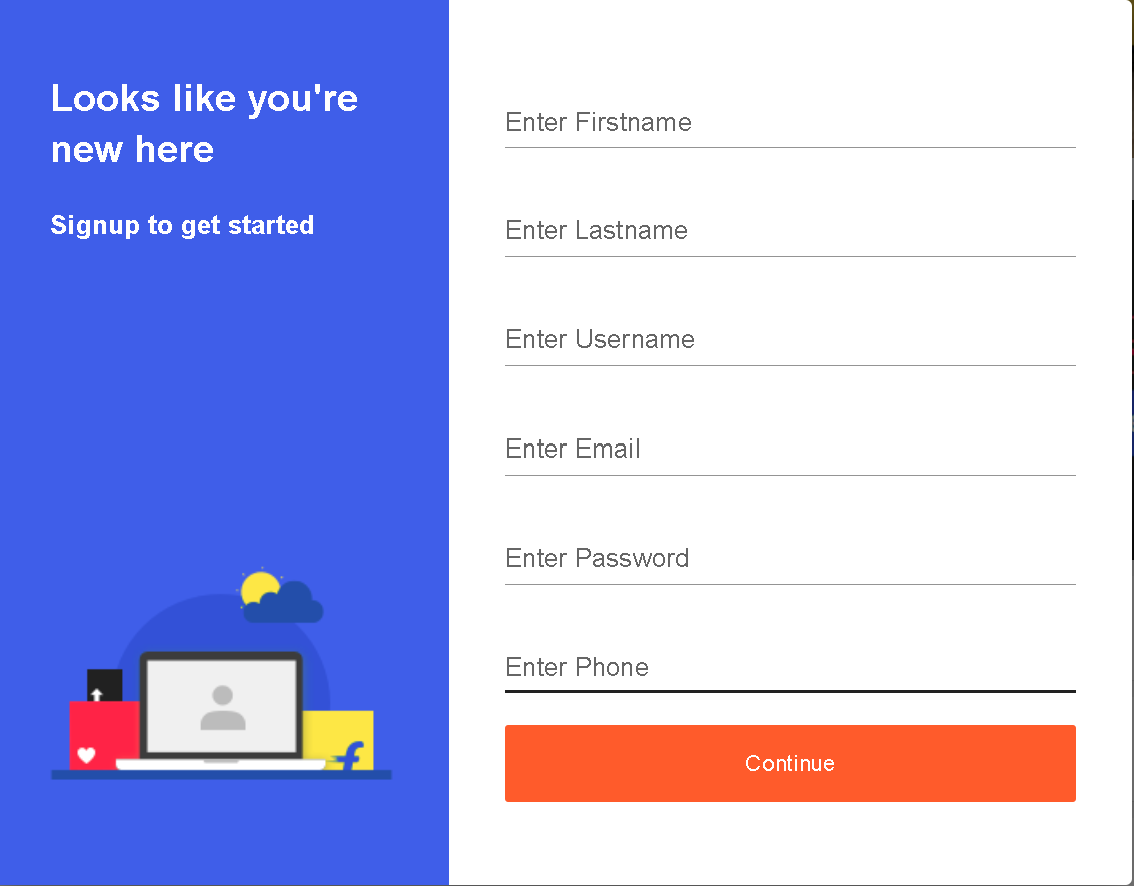 Looks like you're
new here
Signup to get started
Enter Firstname
Enter Lastname
Enter Username
Enter Email
Enter Password
Enter Phone
Continue
f